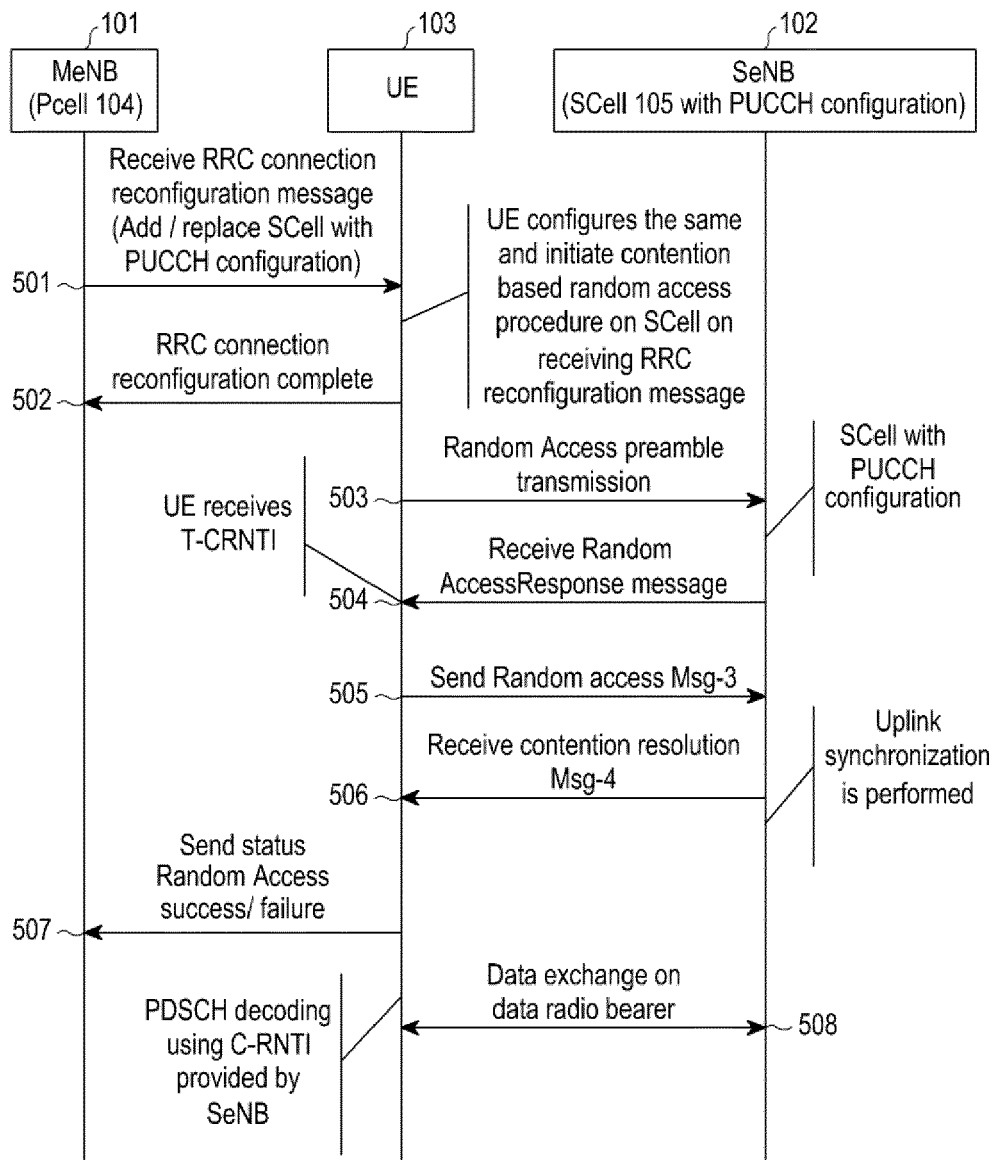 101
103
102
MeNB
(Pcell 104)
UE
SeNB
(SCell 105 with PUCCH configuration)
Receive RRC connection
reconfiguration message
(Add / replace SCell with
PUCCH configuration)
501
UE configures the same
and initiate contention
based random access
procedure on SCell on
receiving RRC
reconfiguration message
RRC connection
reconfiguration complete
502
Random Access preamble
transmission
503
SCell with
PUCCH
configuration
UE receives
T-CRNTI
Receive Random
AccessResponse message
504
Send Random access Msg-3
505
Receive contention resolution
Msg-4
506
Uplink
synchronization
is performed
Send status
Random Access
success/ failure
507
Data exchange on
data radio bearer
508
PDSCH decoding
using C-RNTI
provided by
SeNB